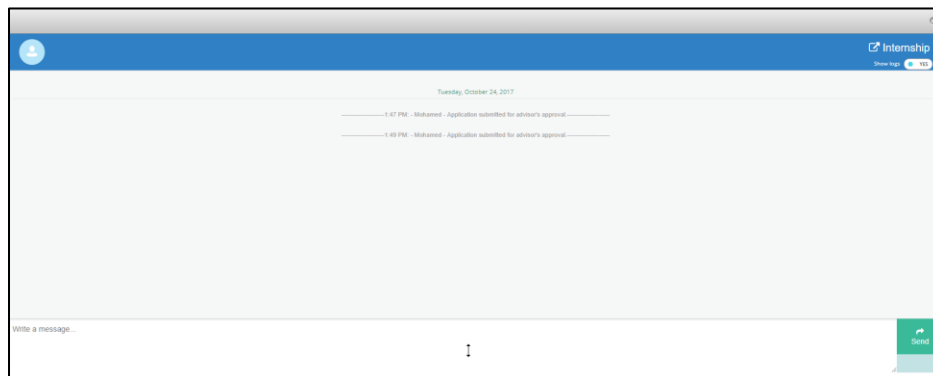 Internship
Show logs YES
Tuesday, October 24, 2017
1:47 PM: - Mohamed - Application submitted for advisor's approval
1:49 PM: - Mohamed - Application submitted for advisor's approval
Write a message...
Send